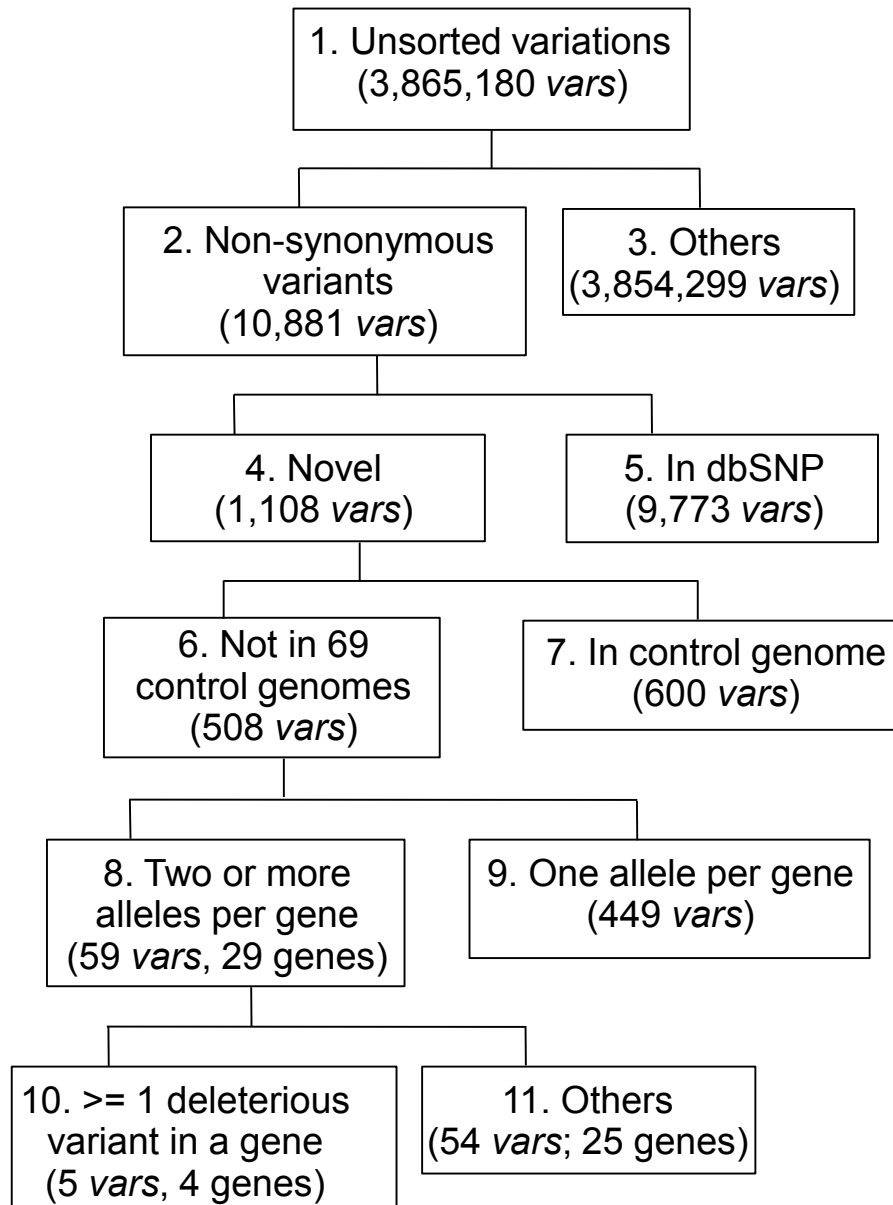 1. Unsorted variations
(3,865,180 vars)
2. Non-synonymous
variants
(10,881 vars)
3. Others
(3,854,299 vars)
4. Novel
(1,108 vars)
5. In dbSNP
(9,773 vars)
6. Not in 69
control genomes
(508 vars)
7. In control genome
(600 vars)
8. Two or more
alleles per gene
(59 vars, 29 genes)
9. One allele per gene
(449 vars)
10. >= 1 deleterious
variant in a gene
(5 vars, 4 genes)
11. Others
(54 vars; 25 genes)